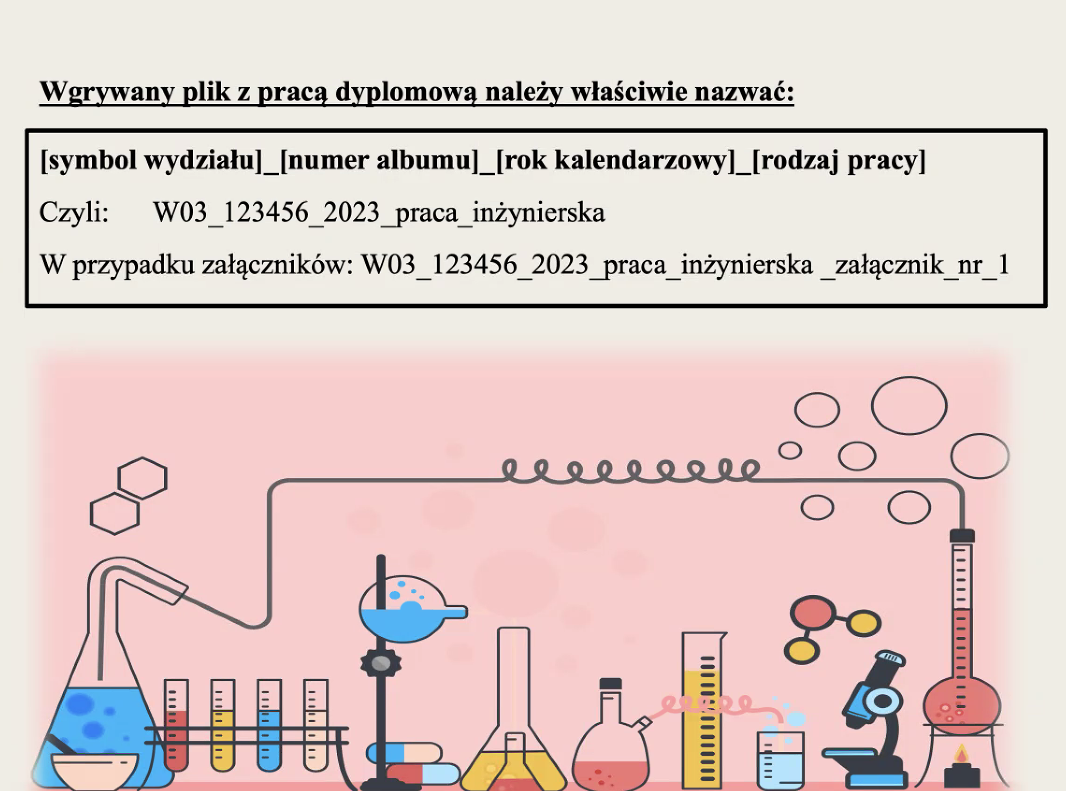 Wgrywany plik z pracą dyplomową należy właściwie nazwać:
[symbol wydziału]_[numer albumu]_[rok kalendarzowy]_[rodzaj pracy]
Czyli: W03_123456_2023_praca_inżynierska
W przypadku załączników: W03_123456_2023_praca_inżynierska _załącznik_nr_1